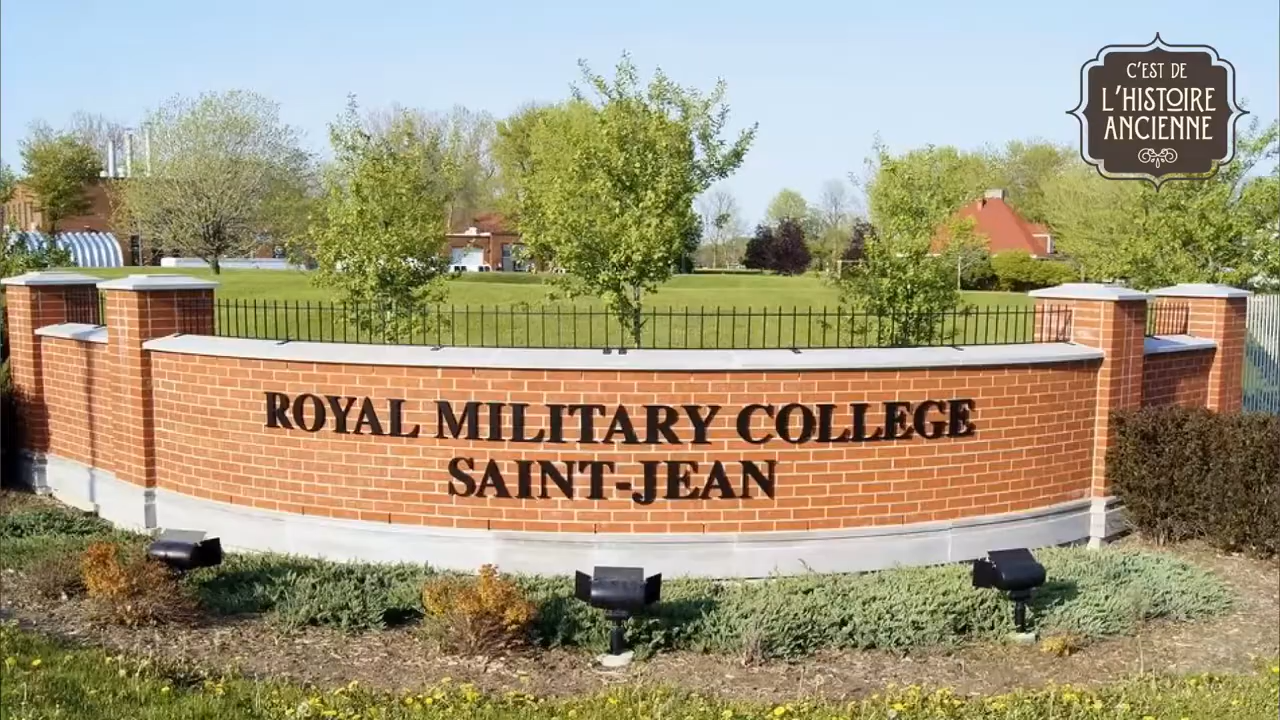 C'EST DE
L'HISTOIRE
ANCIENNE
ROYAL MILITARY COLLEGE
SAINT-JEAN